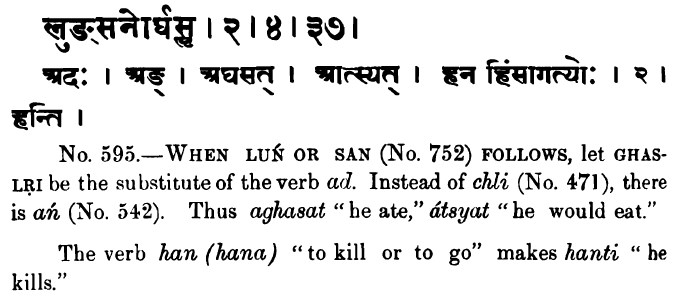 लुङ्सनोर्घसॢ । २ । ४ । ३७ ।
अदः । अङ् । अघसत् । आत्स्यत् । हन हिंसागत्योः । २ ।
हन्ति ।
No. 595.—WHEN LUŃ OR SAN (No. 752) FOLLOWS, let GHAS-
LṚI be the substitute of the verb ad. Instead of chli (No. 471), there
is ań (No. 542). Thus aghasat “he ate,” átsyat “he would eat.”
The verb han (hana) “to kill or to go” makes hanti “he
kills.”